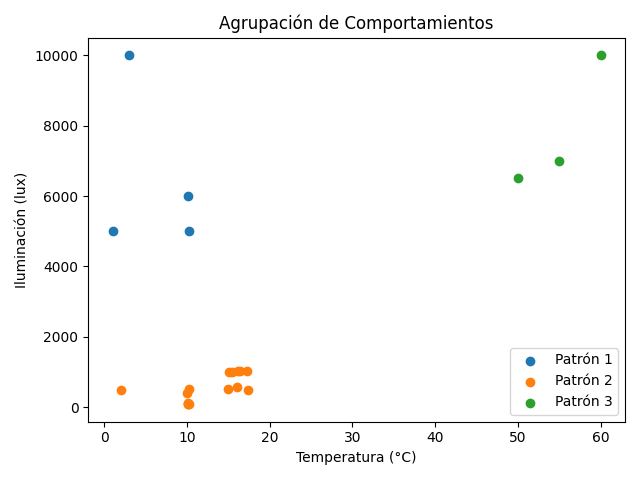 Agrupación de Comportamientos
10000
8000
6000
4000
2000
0
Iluminación (lux)
0 10 20 30 40 50 60
Temperatura (°C)
Patrón 1
Patrón 2
Patrón 3